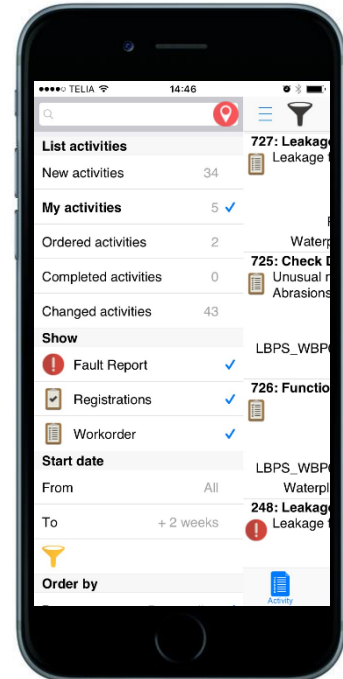 TELIA 14:46
List activities
New activities 34
My activities 5
Ordered activities 2
Completed activities 0
Changed activities 43
Show
Fault Report
Registrations
Workorder
Start date
From All
To + 2 weeks
Order by
727: Leakag
Leakage f
Waterp
725: Check
Unusual
Abrasions
LBPS_WBP
726: Functio
LBPS_WBP
Waterpl
248: Leakag
Leakage f
Activity